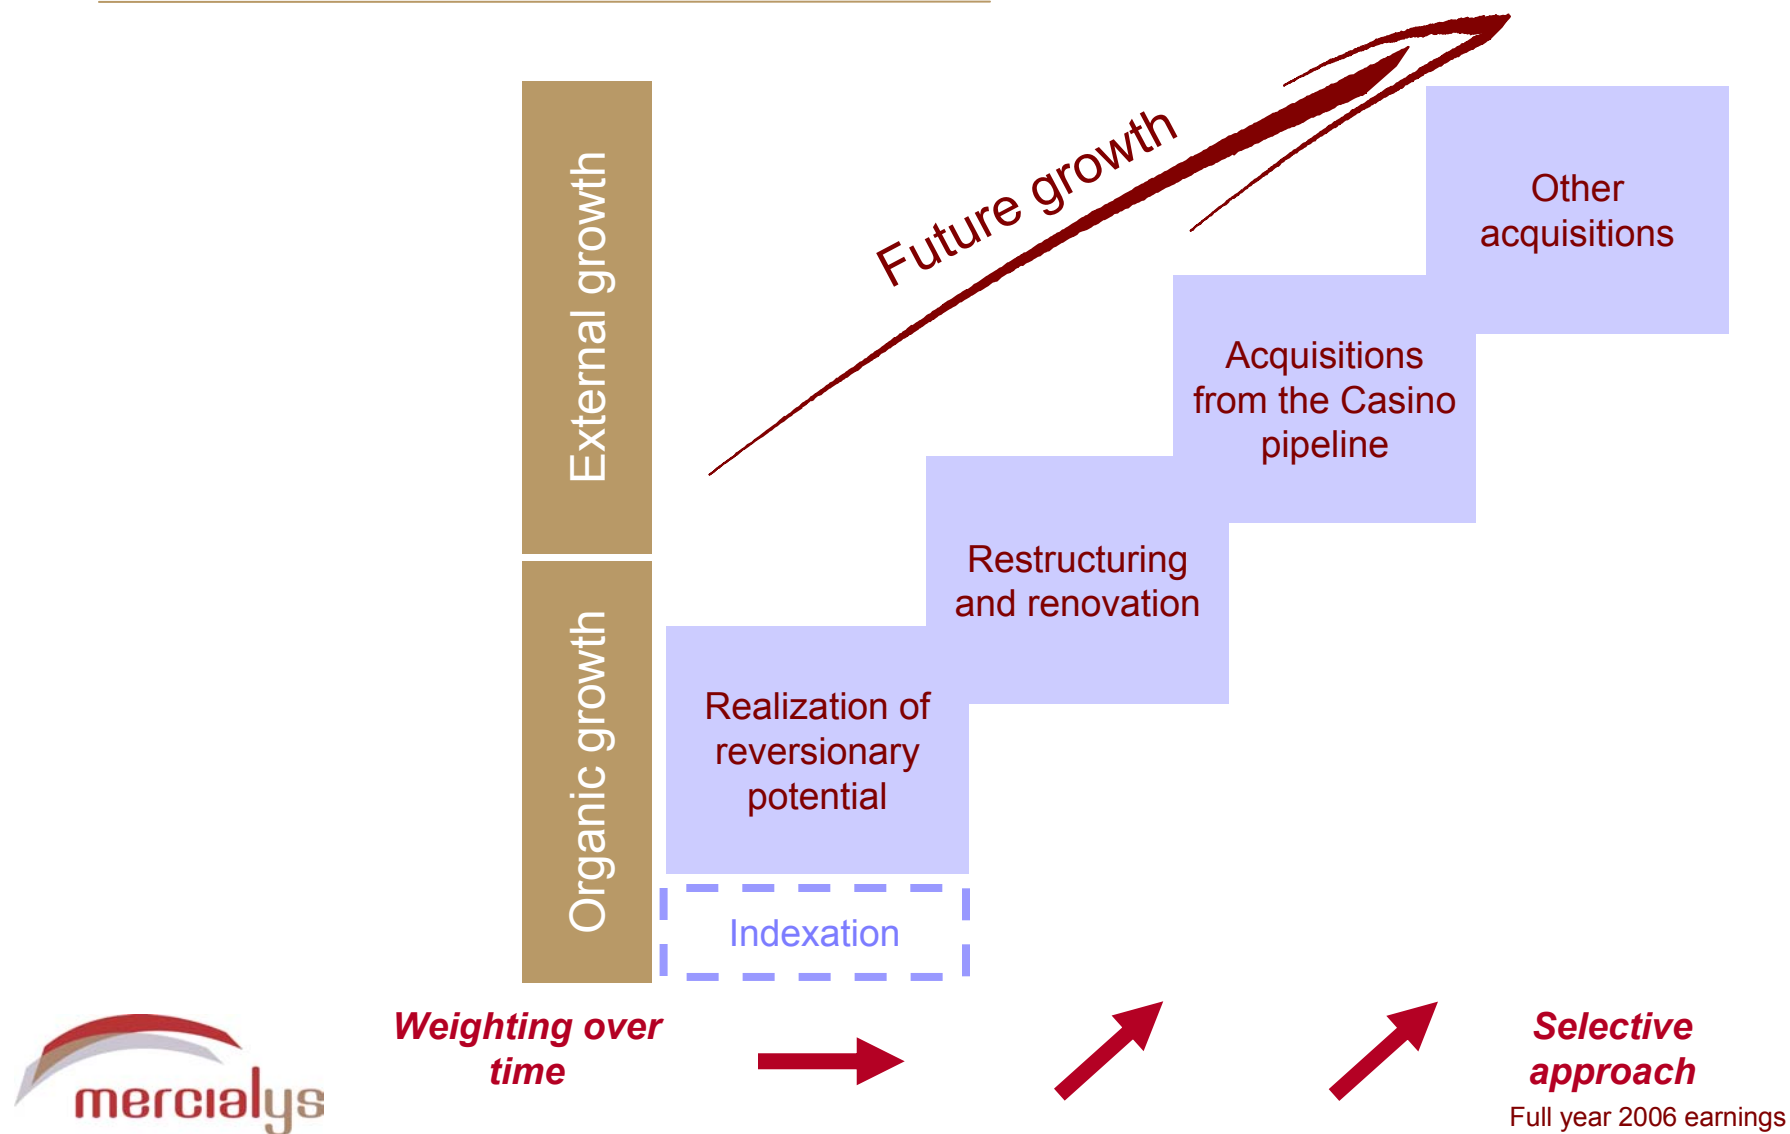 External growth
Organic growth
Future growth
Other
acquisitions
Acquisitions
from the Casino
pipeline
Restructuring
and renovation
Realization of
reversionary
potential
Indexation
Weighting over
time
Selective
approach
mercialys
Full year 2006 earnings